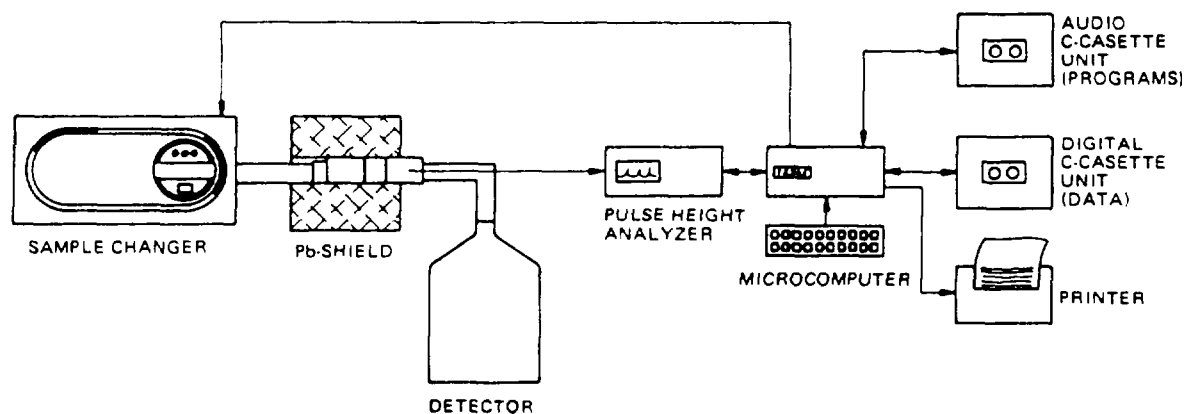 AUDIO
C-CASETTE
UNIT
(PROGRAMS)
DIGITAL
C-CASETTE
UNIT
(DATA)
SAMPLE CHANGER
Pb-SHIELD
PULSE HEIGHT
ANALYZER
MICROCOMPUTER
PRINTER
DETECTOR